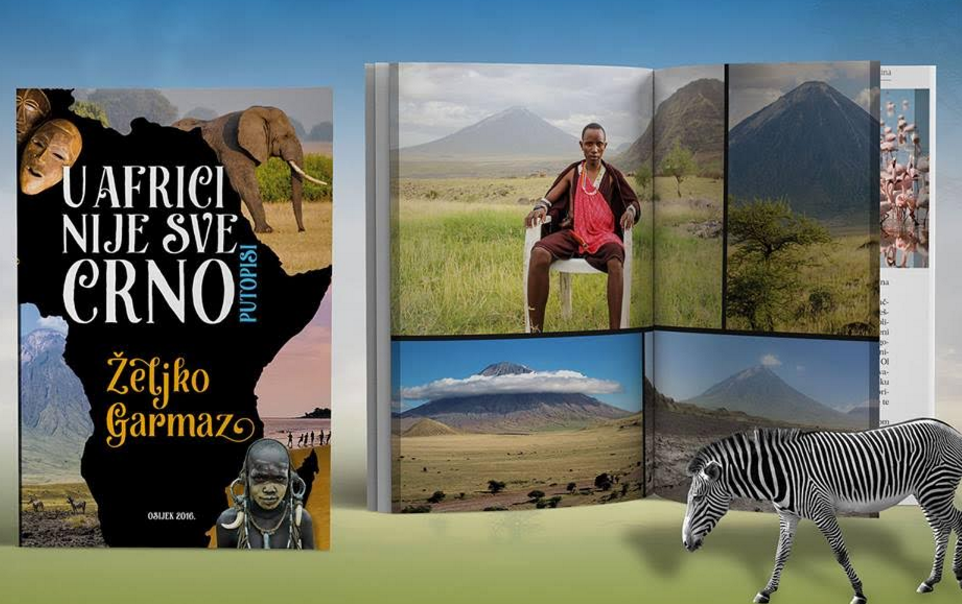 U AFRICI
NIJE SVE
CRNO
PUTOPISI
Željko
Garmaz
OSIJEK 2016.